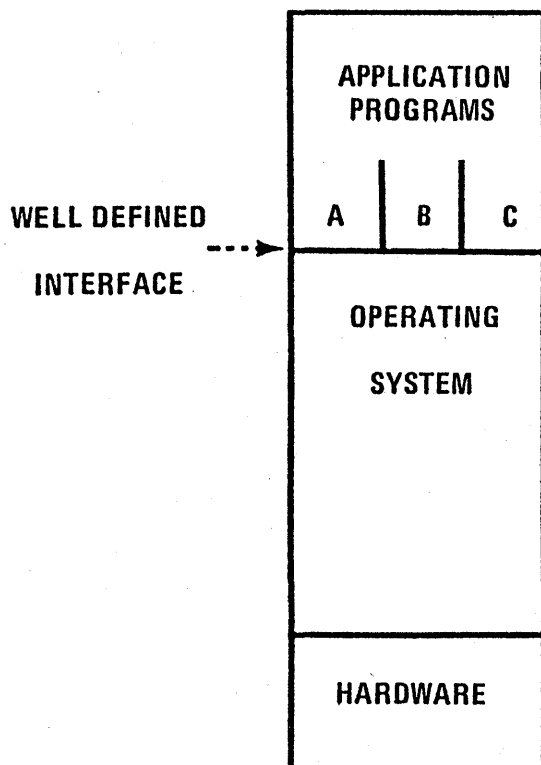 APPLICATION
PROGRAMS
WELL DEFINED
INTERFACE
A B C
OPERATING
SYSTEM
HARDWARE